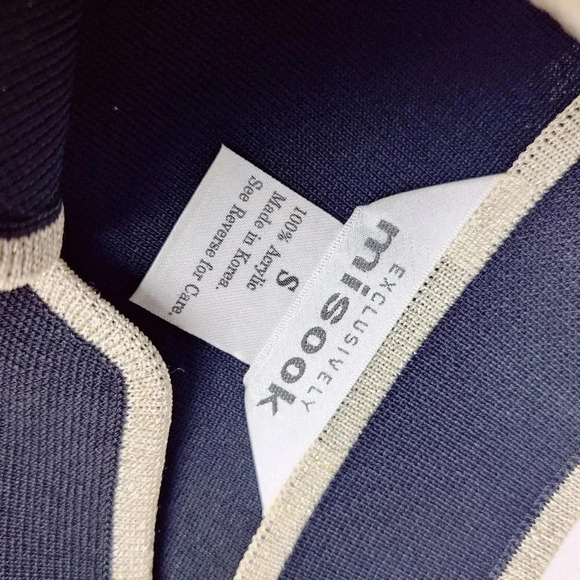 EXCLUSIVELY
misook
S
100% Acrylic
Made in Korea.
See Reverse for Care.